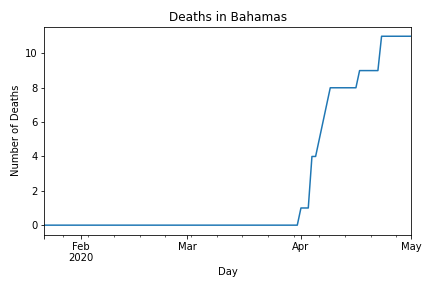 Deaths in Bahamas
Number of Deaths
10
8
6
4
2
0
Feb
2020
Mar
Apr
May
Day